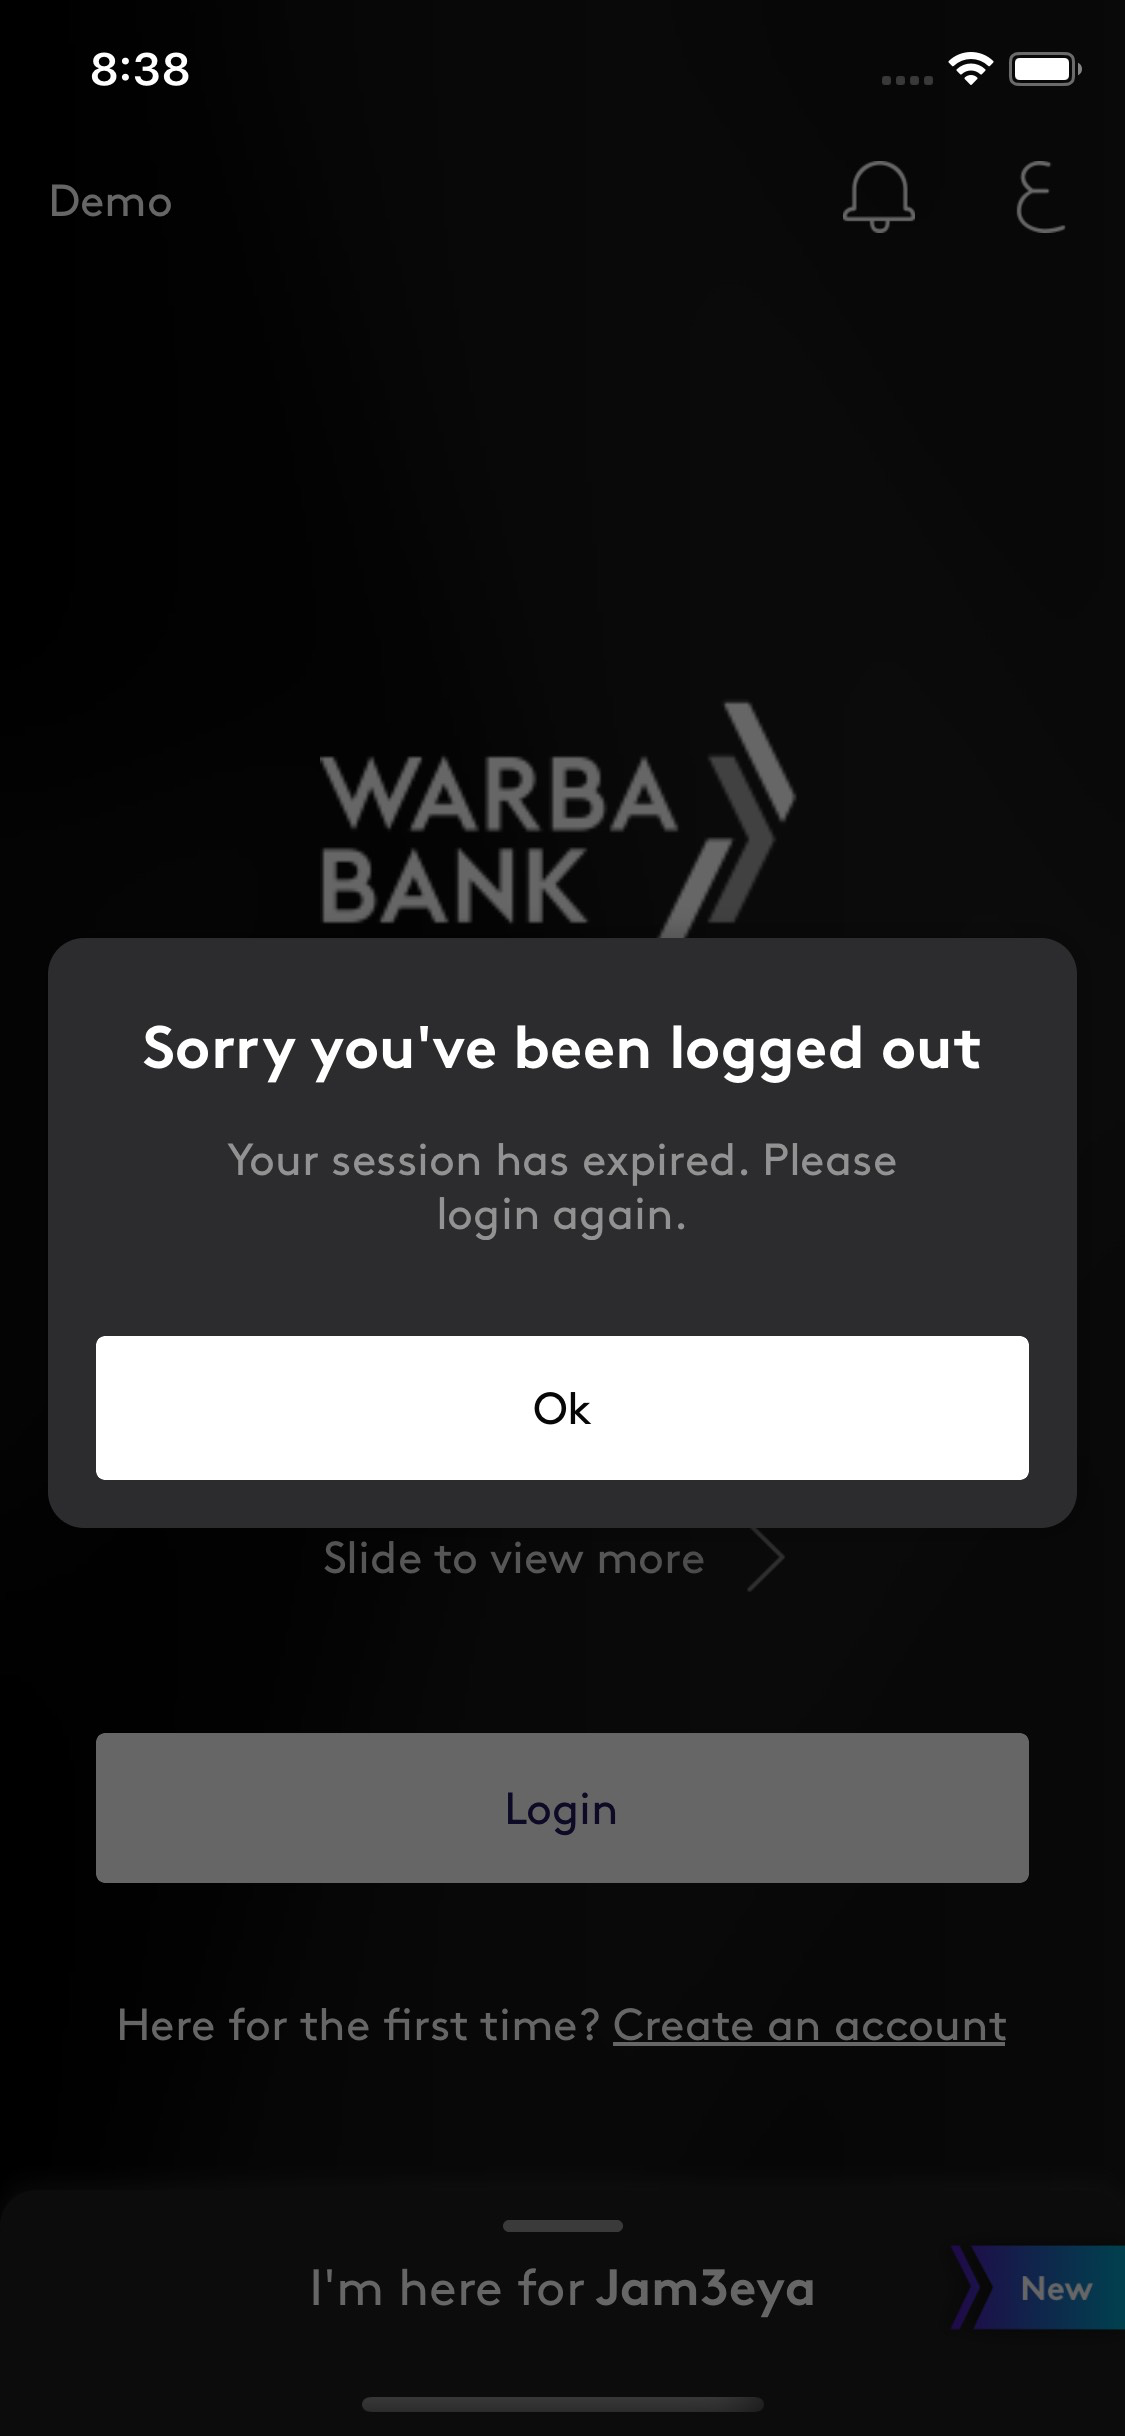 8:38
Demo
ع
WARBA
BANK
Sorry you've been logged out
Your session has expired. Please
login again.
Ok
Slide to view more
Login
Here for the first time? Create an account
I'm here for Jam3eya
New